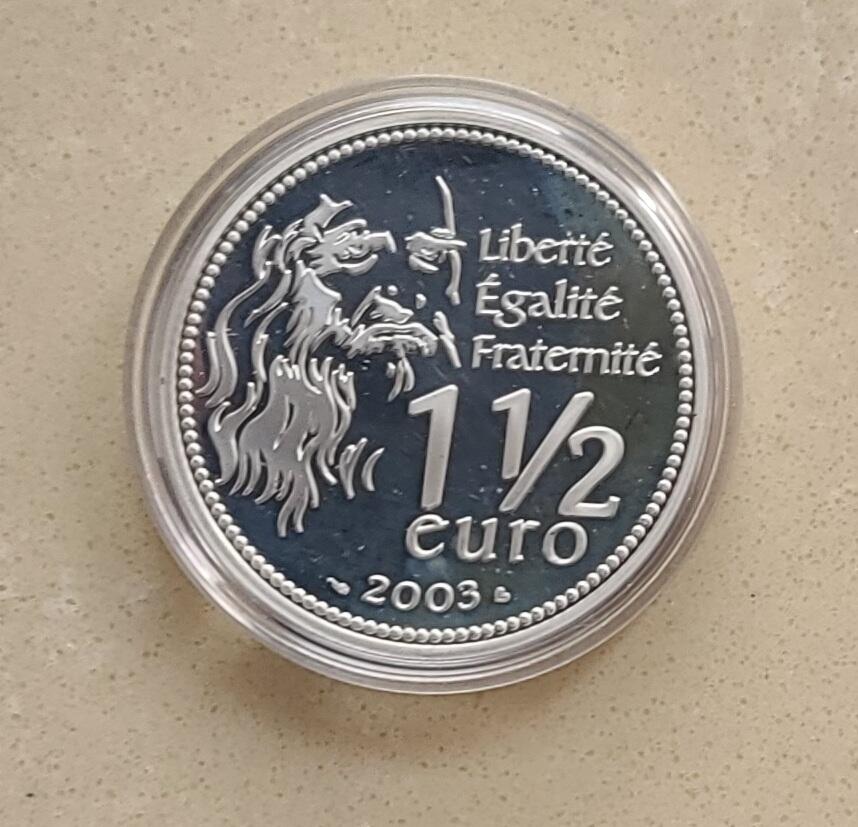 Liberté
Égalité
Fraternité
1 1/2
euro
2003